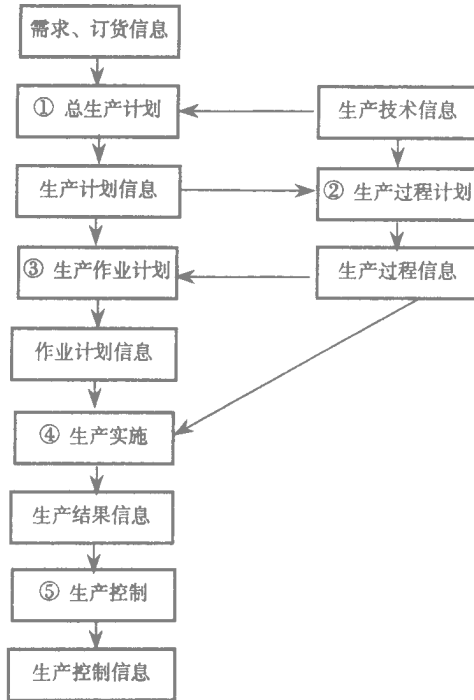 需求、订货信息
① 总生产计划
生产技术信息
生产计划信息
② 生产过程计划
③ 生产作业计划
生产过程信息
作业计划信息
④ 生产实施
生产结果信息
⑤ 生产控制
生产控制信息